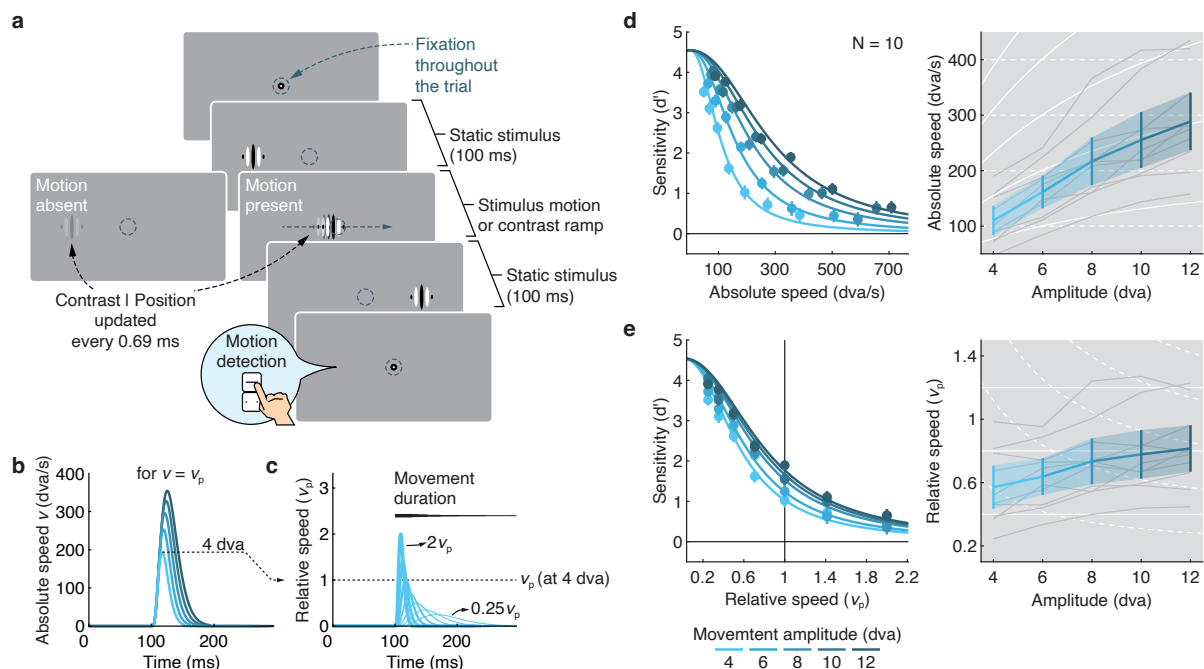 a
Fixation
throughout
the trial
Static stimulus
(100 ms)
Motion
absent
Motion
present
Stimulus motion
or contrast ramp
Static stimulus
(100 ms)
Contrast | Position
updated
every 0.69 ms
Motion
detection
b
for v = vp
400
350
300
250
200
150
100
50
0
Absolute speed v (dva/s)
4 dva
0 100 200
Time (ms)
c
Movement
duration
4
3
2
1
0
Relative speed (vp)
2vp
vp (at 4 dva)
0.25vp
0 100 200
Time (ms)
d
N = 10
5
4
3
2
1
0
Sensitivity (d')
100 300 500 700
Absolute speed (dva/s)
400
300
200
100
Absolute speed (dva/s)
4 6 8 10 12
Amplitude (dva)
e
5
4
3
2
1
0
Sensitivity (d')
0.2 0.6 1 1.4 1.8 2.2
Relative speed (vp)
1.4
1
0.6
0.2
Relative speed (vp)
4 6 8 10 12
Amplitude (dva)
Movemtent amplitude (dva)
4 6 8 10 12